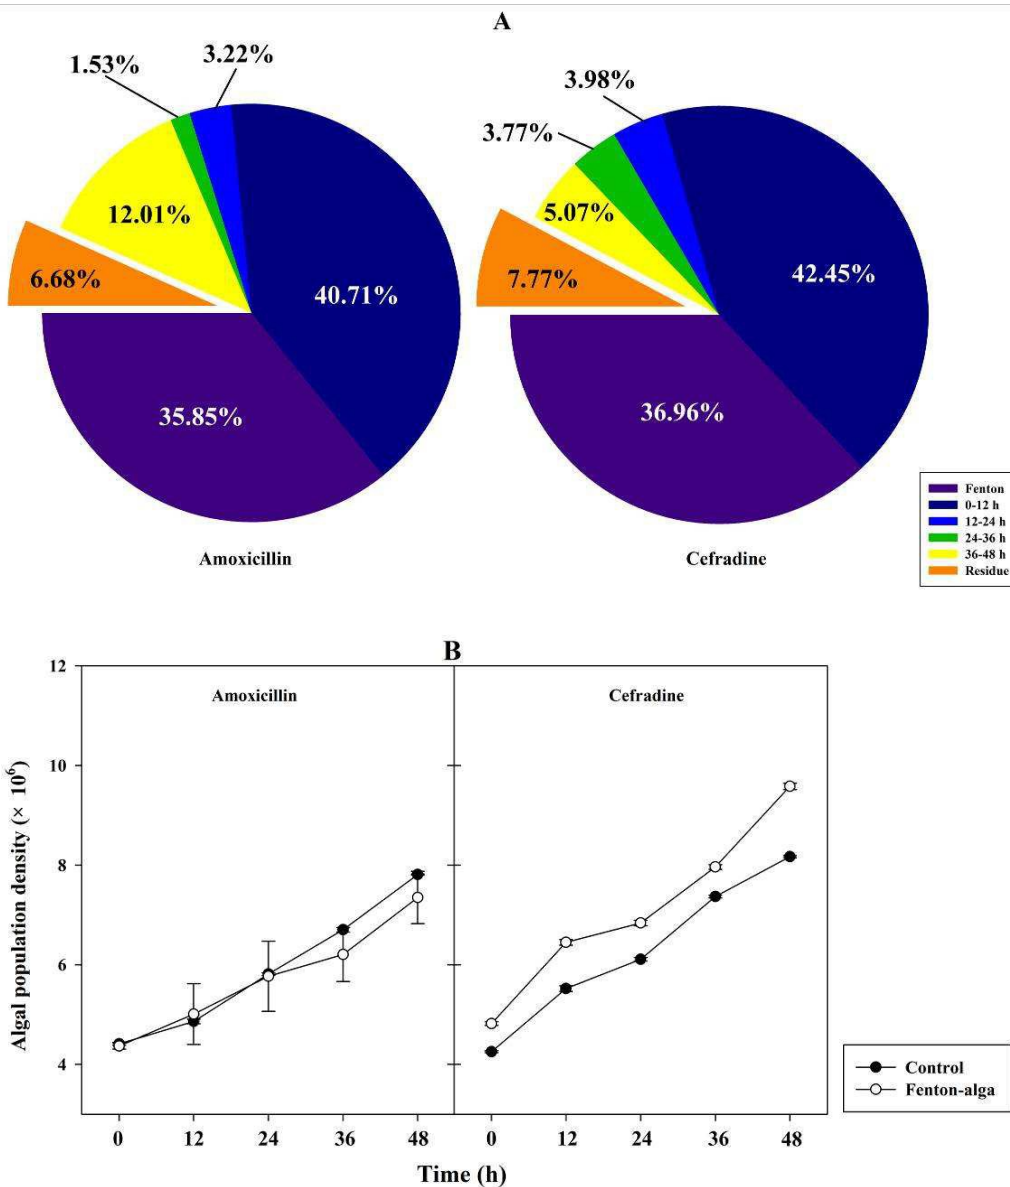 A
1.53%
3.22%
12.01%
6.68%
40.71%
35.85%
Amoxicillin
3.98%
3.77%
5.07%
7.77%
42.45%
36.96%
Cefradine
Fenton
0-12 h
12-24 h
24-36 h
36-48 h
Residue
B
Amoxicillin
Cefradine
Algal population density (× 10⁶)
12
10
8
6
4
0 12 24 36 48 0 12 24 36 48
Time (h)
Control
Fenton-alga